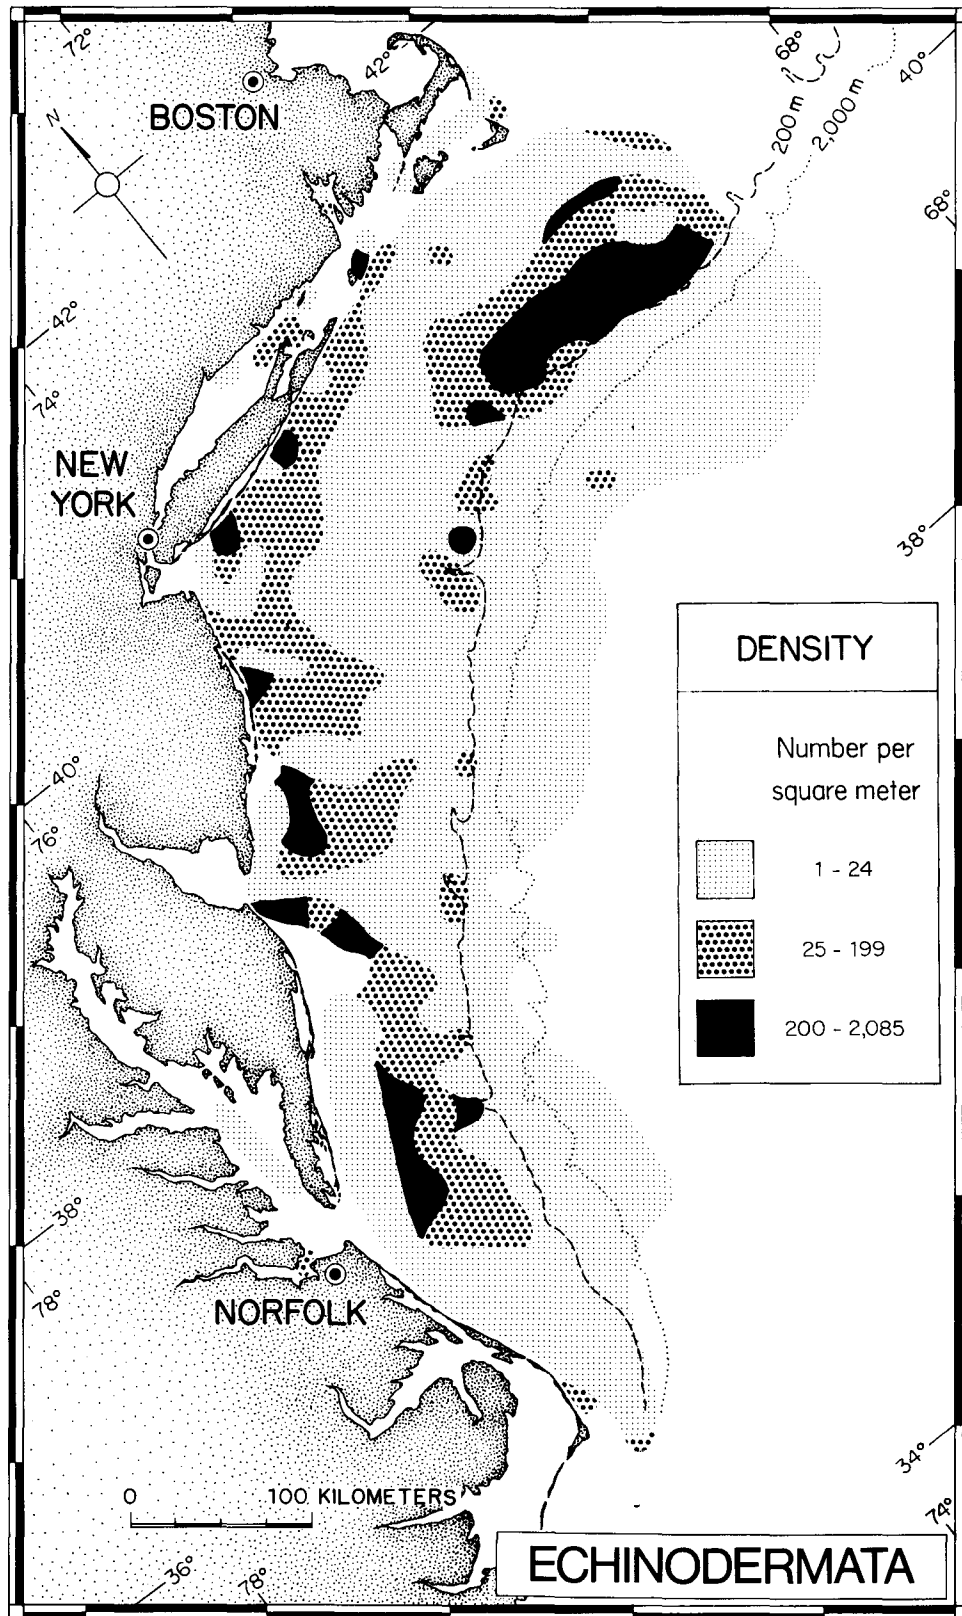 72°
42°
68°
40°
BOSTON
N
200 m
2,000 m
68°
42°
74°
NEW
YORK
38°
DENSITY
Number per
square meter
1 - 24
25 - 199
200 - 2,085
40°
76°
38°
78°
NORFOLK
34°
74°
0 100 KILOMETERS
36°
78°
ECHINODERMATA